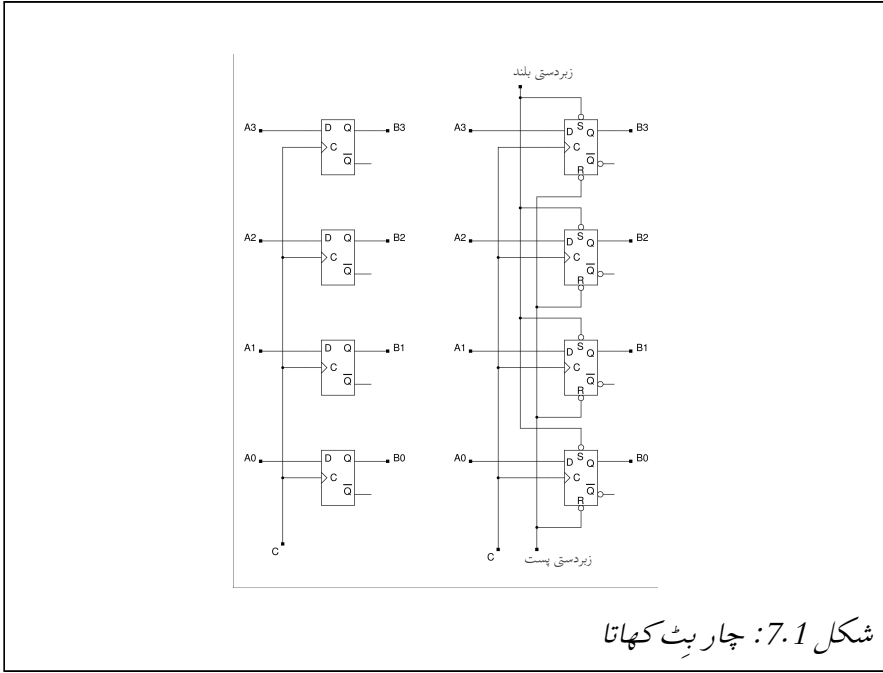 زبردستی بلند
A3 D Q B3 A3 D S Q B3
C Q C Q
R
A2 D Q B2 A2 D S Q B2
C Q C Q
R
A1 D Q B1 A1 D S Q B1
C Q C Q
R
A0 D Q B0 A0 D S Q B0
C Q C Q
R
C C زبردستی پست
شکل 7.1: چار بِٹ کھاتا